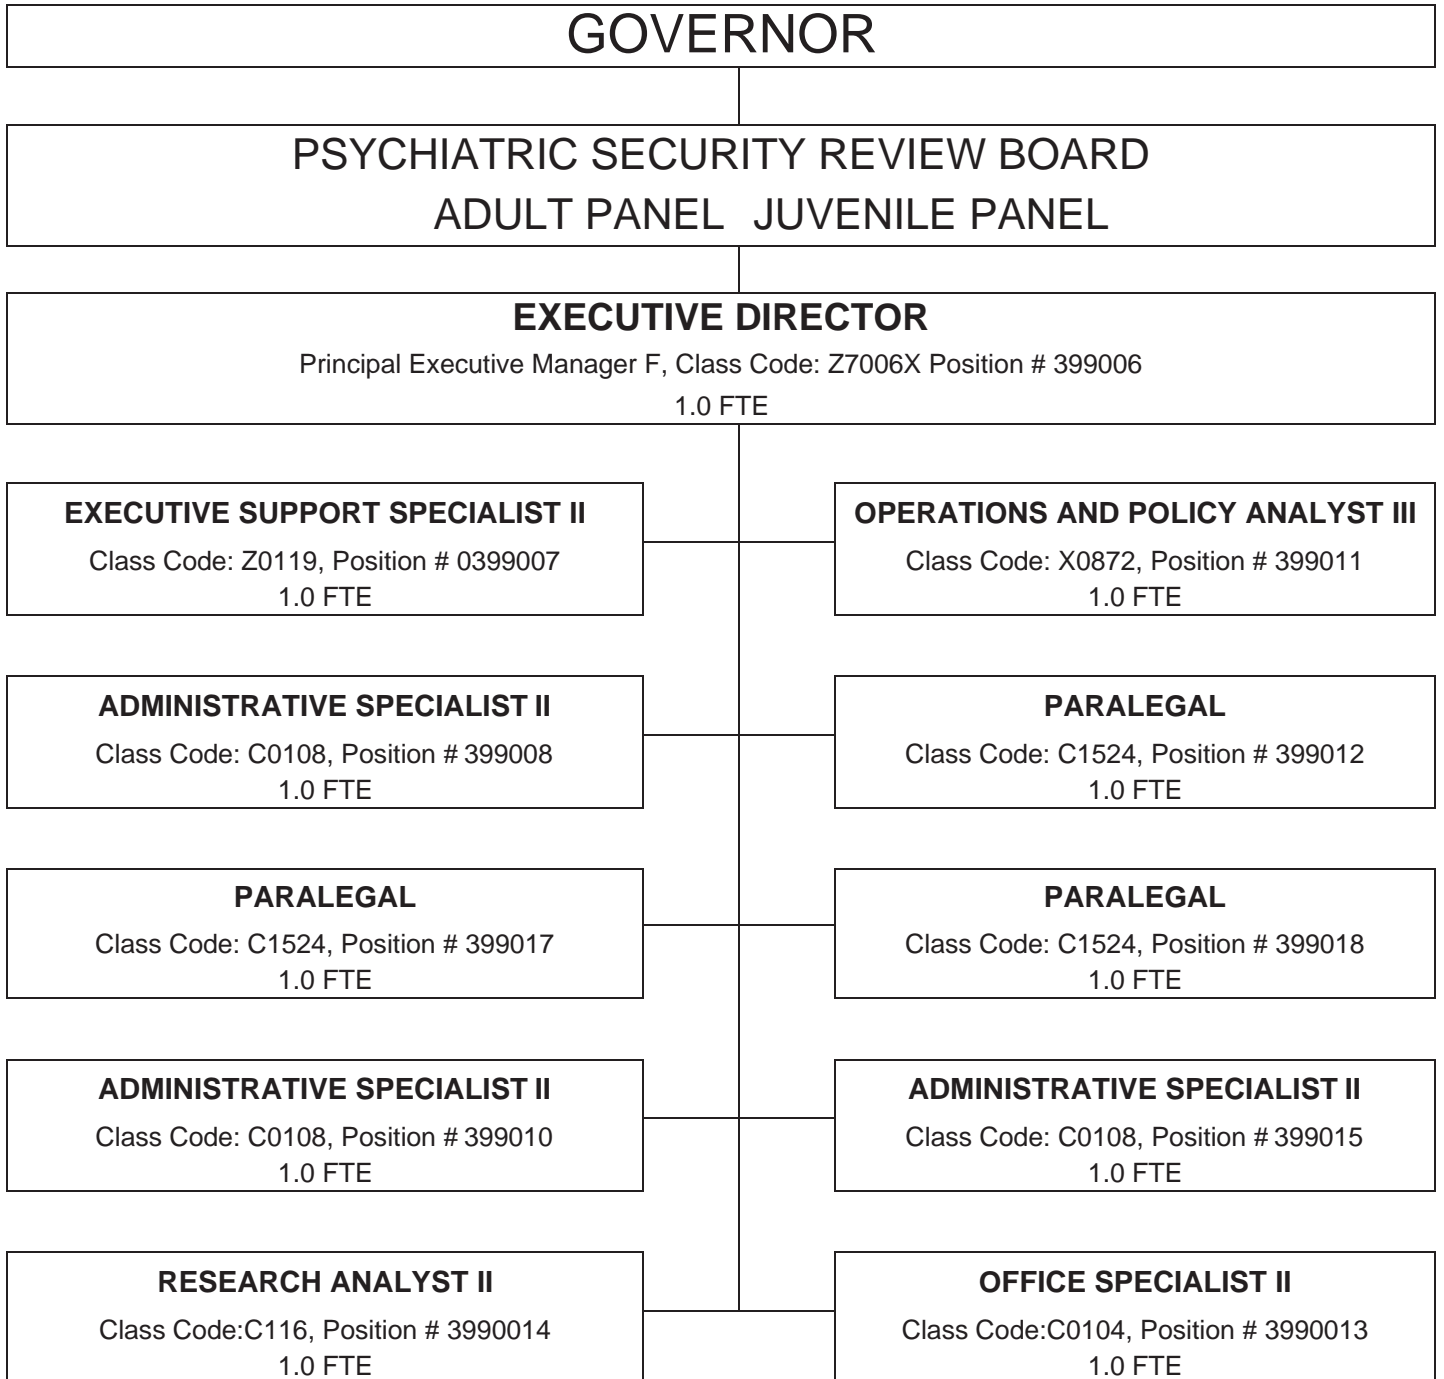 GOVERNOR
PSYCHIATRIC SECURITY REVIEW BOARD
ADULT PANEL JUVENILE PANEL
EXECUTIVE DIRECTOR
Principal Executive Manager F, Class Code: Z7006X Position # 399006
1.0 FTE
EXECUTIVE SUPPORT SPECIALIST II
Class Code: Z0119, Position # 0399007
1.0 FTE
OPERATIONS AND POLICY ANALYST III
Class Code: X0872, Position # 399011
1.0 FTE
ADMINISTRATIVE SPECIALIST II
Class Code: C0108, Position # 399008
1.0 FTE
PARALEGAL
Class Code: C1524, Position # 399012
1.0 FTE
PARALEGAL
Class Code: C1524, Position # 399017
1.0 FTE
PARALEGAL
Class Code: C1524, Position # 399018
1.0 FTE
ADMINISTRATIVE SPECIALIST II
Class Code: C0108, Position # 399010
1.0 FTE
ADMINISTRATIVE SPECIALIST II
Class Code: C0108, Position # 399015
1.0 FTE
RESEARCH ANALYST II
Class Code:C116, Position # 3990014
1.0 FTE
OFFICE SPECIALIST II
Class Code:C0104, Position # 3990013
1.0 FTE